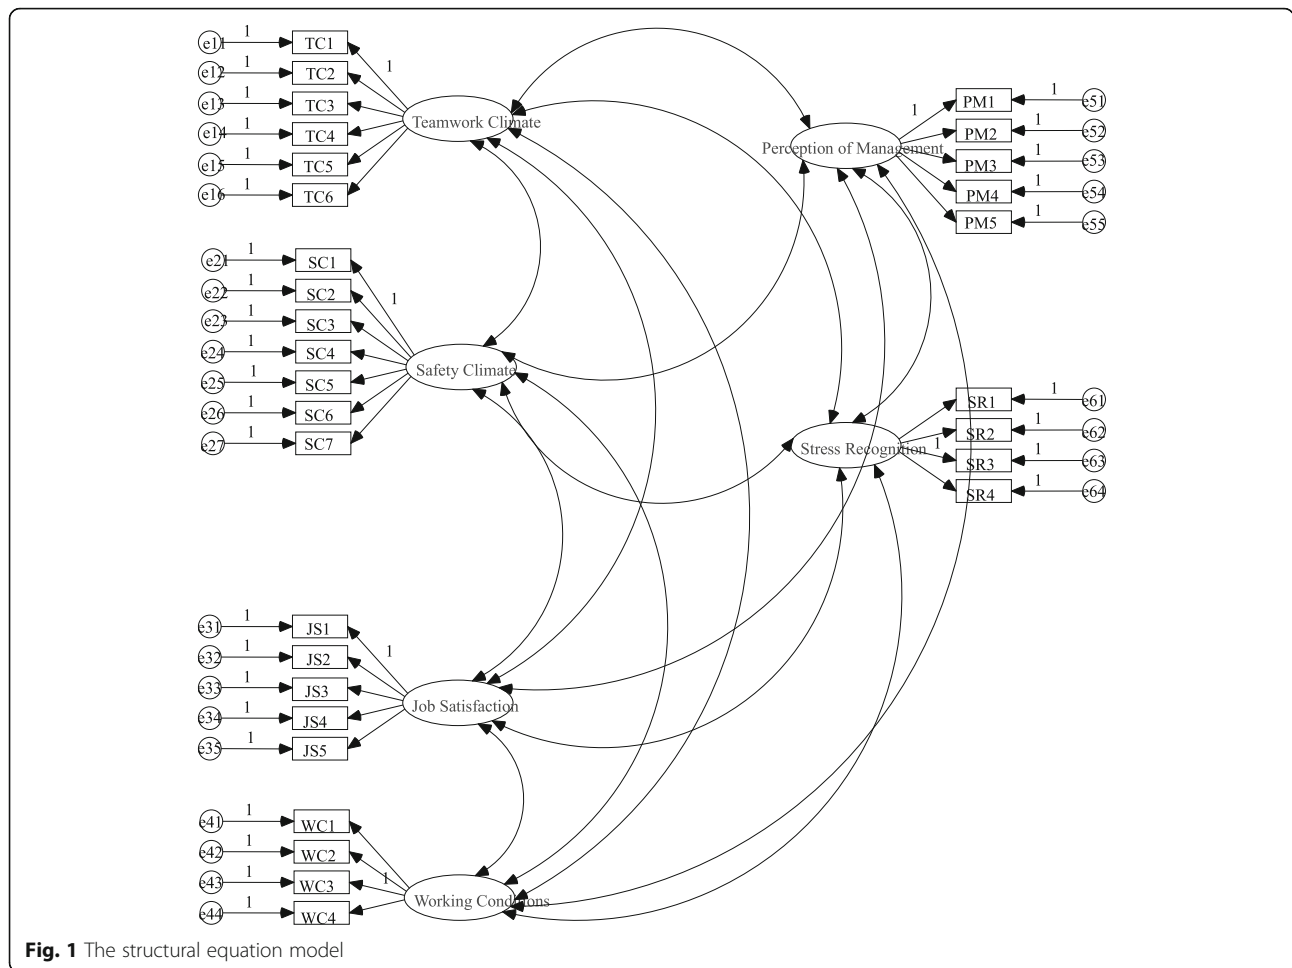 e11 1 TC1
e12 1 TC2
e13 1 TC3
e14 1 TC4
e15 1 TC5
e16 1 TC6
1
Teamwork Climate
e21 1 SC1
e22 1 SC2
e23 1 SC3
e24 1 SC4
e25 1 SC5
e26 1 SC6
e27 1 SC7
1
Safety Climate
e31 1 JS1
e32 1 JS2
e33 1 JS3
e34 1 JS4
e35 1 JS5
1
Job Satisfaction
e41 1 WC1
e42 1 WC2
e43 1 WC3
e44 1 WC4
1
Working Conditions
Perception of Management
1
PM1 1 e51
PM2 1 e52
PM3 1 e53
PM4 1 e54
PM5 1 e55
Stress Recognition
1
SR1 1 e61
SR2 1 e62
SR3 1 e63
SR4 1 e64
Fig. 1 The structural equation model